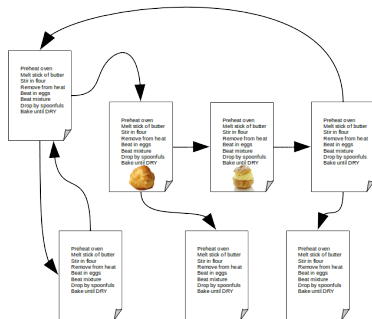 Preheat oven
Melt stick of butter
Stir in flour
Remove from heat
Beat in eggs
Beat mixture
Drop by spoonfuls
Bake until DRY
Preheat oven
Melt stick of butter
Stir in flour
Remove from heat
Beat in eggs
Beat mixture
Drop by spoonfuls
Bake until DRY
Preheat oven
Melt stick of butter
Stir in flour
Remove from heat
Beat in eggs
Beat mixture
Drop by spoonfuls
Bake until DRY
Preheat oven
Melt stick of butter
Stir in flour
Remove from heat
Beat in eggs
Beat mixture
Drop by spoonfuls
Bake until DRY
Preheat oven
Melt stick of butter
Stir in flour
Remove from heat
Beat in eggs
Beat mixture
Drop by spoonfuls
Bake until DRY
Preheat oven
Melt stick of butter
Stir in flour
Remove from heat
Beat in eggs
Beat mixture
Drop by spoonfuls
Bake until DRY
Preheat oven
Melt stick of butter
Stir in flour
Remove from heat
Beat in eggs
Beat mixture
Drop by spoonfuls
Bake until DRY